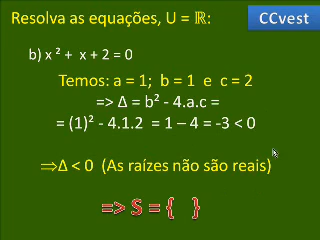 Resolva as equações, U = ℝ:
CCvest
b) x ² + x + 2 = 0
Temos: a = 1; b = 1 e c = 2
=> Δ = b² - 4.a.c =
= (1)² - 4.1.2 = 1 – 4 = -3 < 0
⇒Δ < 0 (As raízes não são reais)
=> S = { }